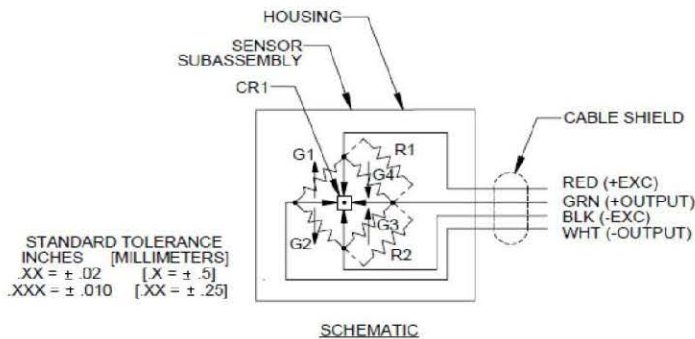 HOUSING
SENSOR
SUBASSEMBLY
CR1
CABLE SHIELD
G1
R1
G4
RED (+EXC)
GRN (+OUTPUT)
BLK (-EXC)
WHT (-OUTPUT)
G2
G3
R2
STANDARD TOLERANCE
INCHES [MILLIMETERS]
.XX = ± .02 [.X = ± .5]
.XXX = ± .010 [.XX = ± .25]
SCHEMATIC